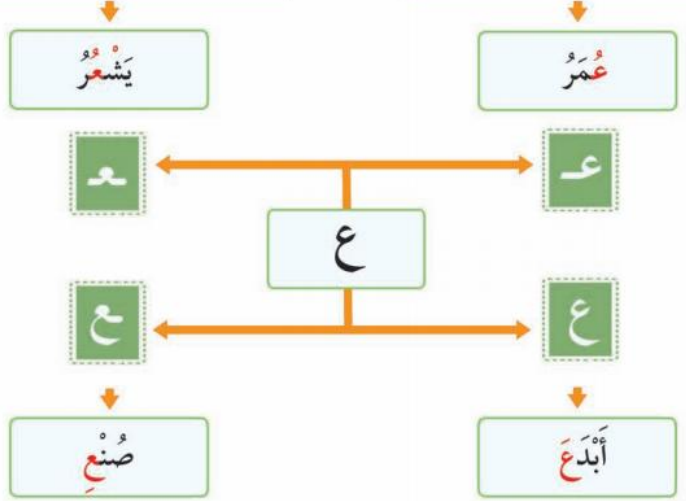 عُمَرُ
يَشْعُرُ
عـ
ـعـ
ع
ع
ـع
أَبْدَعَ
صُنْعِ